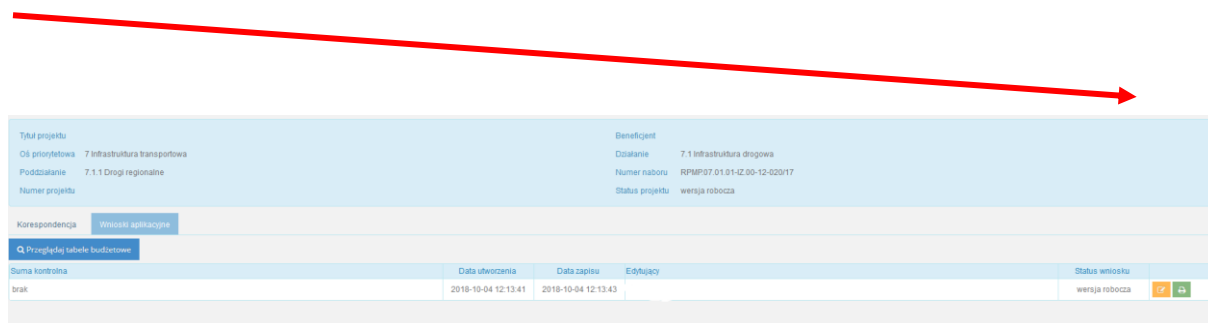 Tytuł projektu Beneficjent
Oś priorytetowa 7 Infrastruktura transportowa Działanie 7.1 Infrastruktura drogowa
Poddziałanie 7.1.1 Drogi regionalne Numer naboru RPMP.07.01.01-IZ.00-12-020/17
Numer projektu Status projektu wersja robocza
Korespondencja Wnioski aplikacyjne
Przeglądaj tabele budżetowe
Suma kontrolna Data utworzenia Data zapisu Edytujący Status wniosku
brak 2018-10-04 12:13:41 2018-10-04 12:13:43 wersja robocza